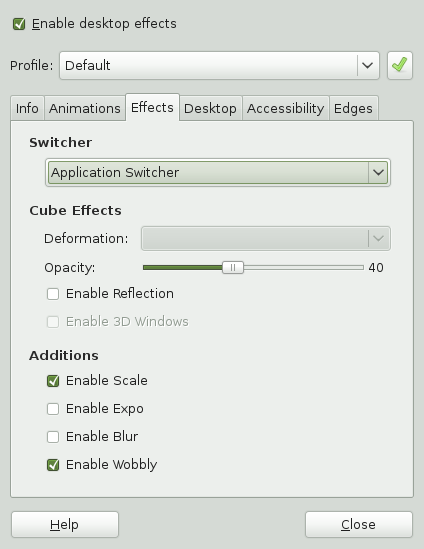 Enable desktop effects
Profile: Default
Info Animations Effects Desktop Accessibility Edges
Switcher
Application Switcher
Cube Effects
Deformation:
Opacity: 40
Enable Reflection
Enable 3D Windows
Additions
Enable Scale
Enable Expo
Enable Blur
Enable Wobbly
Help Close